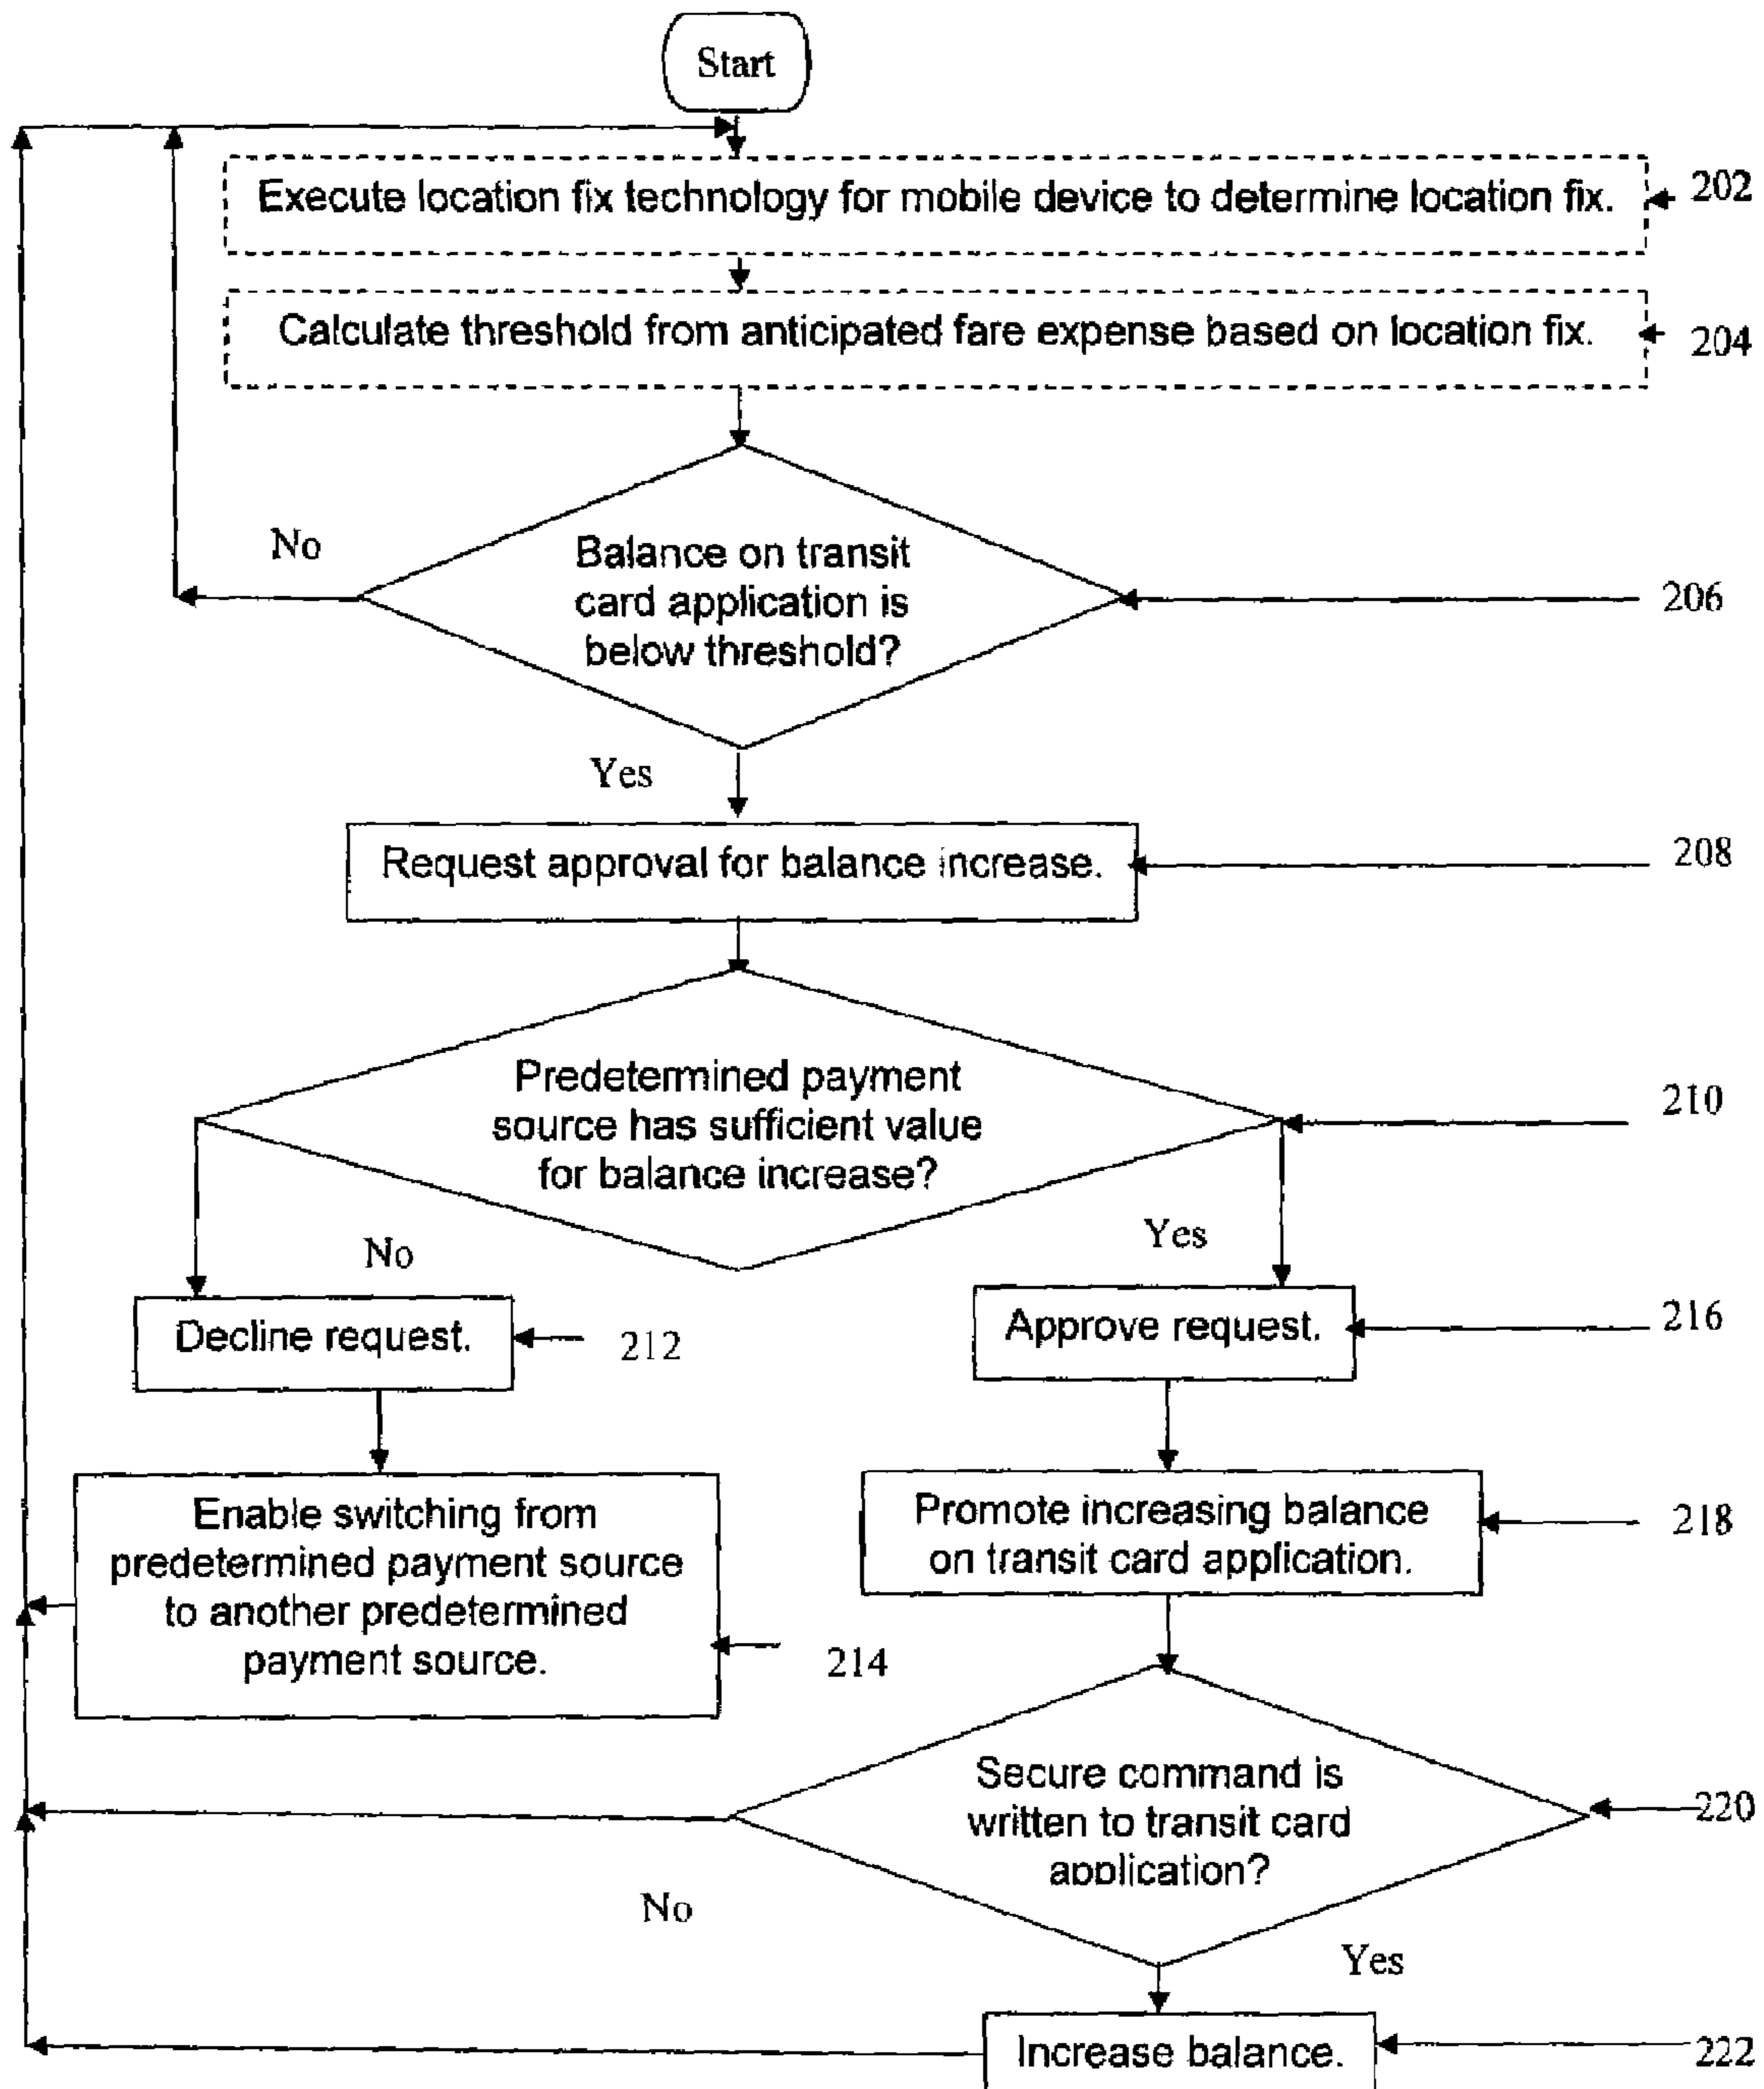 Start
Execute location fix technology for mobile device to determine location fix.
202
Calculate threshold from anticipated fare expense based on location fix.
204
No
Balance on transit
card application is
below threshold?
206
Yes
Request approval for balance increase.
208
Predetermined payment
source has sufficient value
for balance increase?
210
No
Yes
Decline request.
212
Approve request.
216
Enable switching from
predetermined payment source
to another predetermined
payment source.
214
Promote increasing balance
on transit card application.
218
Secure command is
written to transit card
application?
220
No
Yes
Increase balance.
222